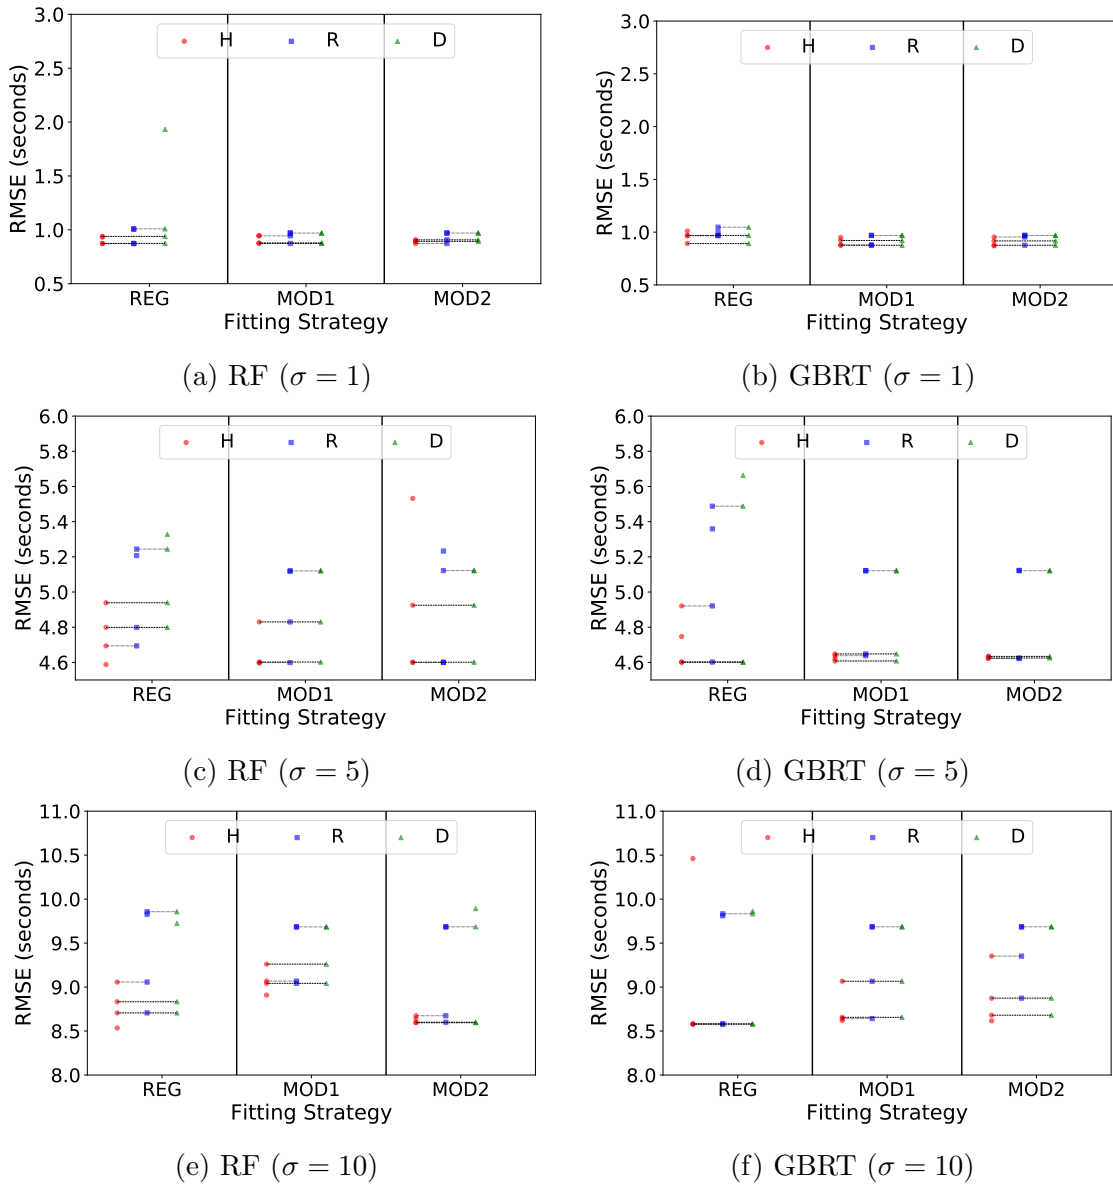 3.0
2.5
2.0
1.5
1.0
0.5
RMSE (seconds)
H R D
REG MOD1 MOD2
Fitting Strategy
(a) RF (σ = 1)
3.0
2.5
2.0
1.5
1.0
0.5
RMSE (seconds)
H R D
REG MOD1 MOD2
Fitting Strategy
(b) GBRT (σ = 1)
6.0
5.8
5.6
5.4
5.2
5.0
4.8
4.6
RMSE (seconds)
H R D
REG MOD1 MOD2
Fitting Strategy
(c) RF (σ = 5)
6.0
5.8
5.6
5.4
5.2
5.0
4.8
4.6
RMSE (seconds)
H R D
REG MOD1 MOD2
Fitting Strategy
(d) GBRT (σ = 5)
11.0
10.5
10.0
9.5
9.0
8.5
8.0
RMSE (seconds)
H R D
REG MOD1 MOD2
Fitting Strategy
(e) RF (σ = 10)
11.0
10.5
10.0
9.5
9.0
8.5
8.0
RMSE (seconds)
H R D
REG MOD1 MOD2
Fitting Strategy
(f) GBRT (σ = 10)